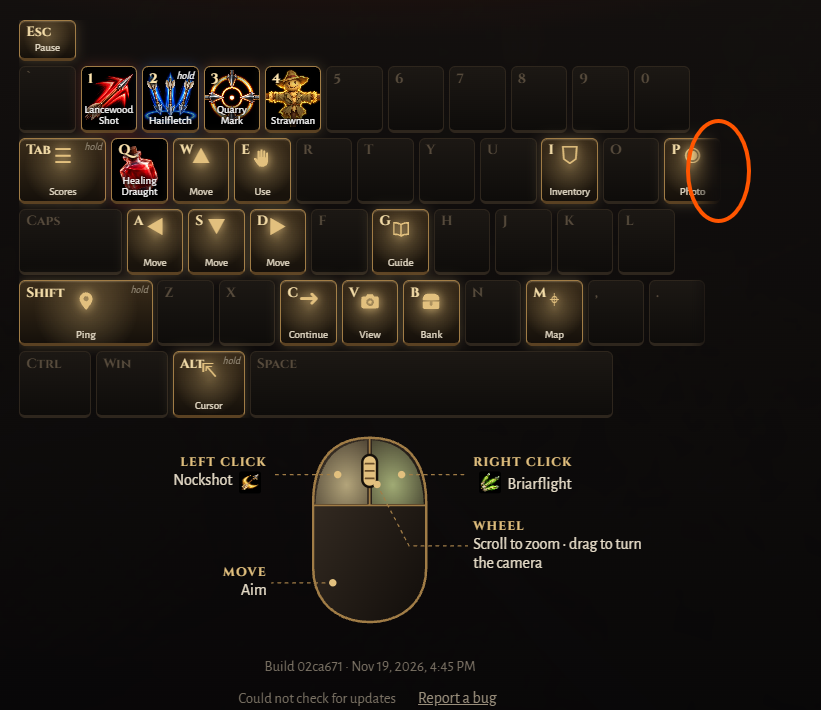 Esc
Pause
`
1
Lancewood
Shot
2 hold
Hailfletch
3
Quarry
Mark
4
Strawman
5
6
7
8
9
0
Tab hold
Scores
Q
Healing
Draught
W
Move
E
Use
R
T
Y
U
I
Inventory
O
P
Photo
Caps
A
Move
S
Move
D
Move
F
G
Guide
H
J
K
L
Shift hold
Ping
Z
X
C
Continue
V
View
B
Bank
N
M
Map
,
.
Ctrl
Win
Alt hold
Cursor
Space
LEFT CLICK
Nockshot
RIGHT CLICK
Briarflight
WHEEL
Scroll to zoom · drag to turn
the camera
MOVE
Aim
Build 02ca671 · Nov 19, 2026, 4:45 PM
Could not check for updates Report a bug